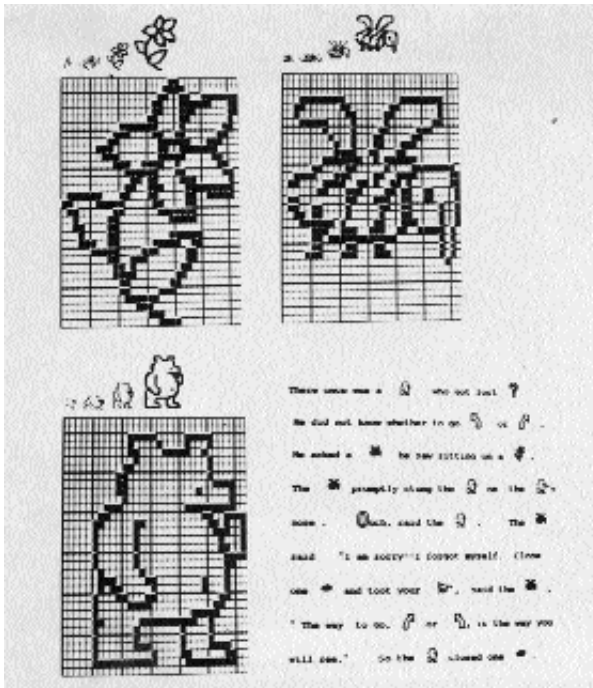 There once was a who got lost ?
He did not know whether to go or .
He asked a he saw sitting on a .
The promptly stung the on the
nose . Ouch, said the . The
said "I am sorry--I forgot myself. Close
one and toot your , said the .
" The way to go, or , is the way you
will see." So the closed one .